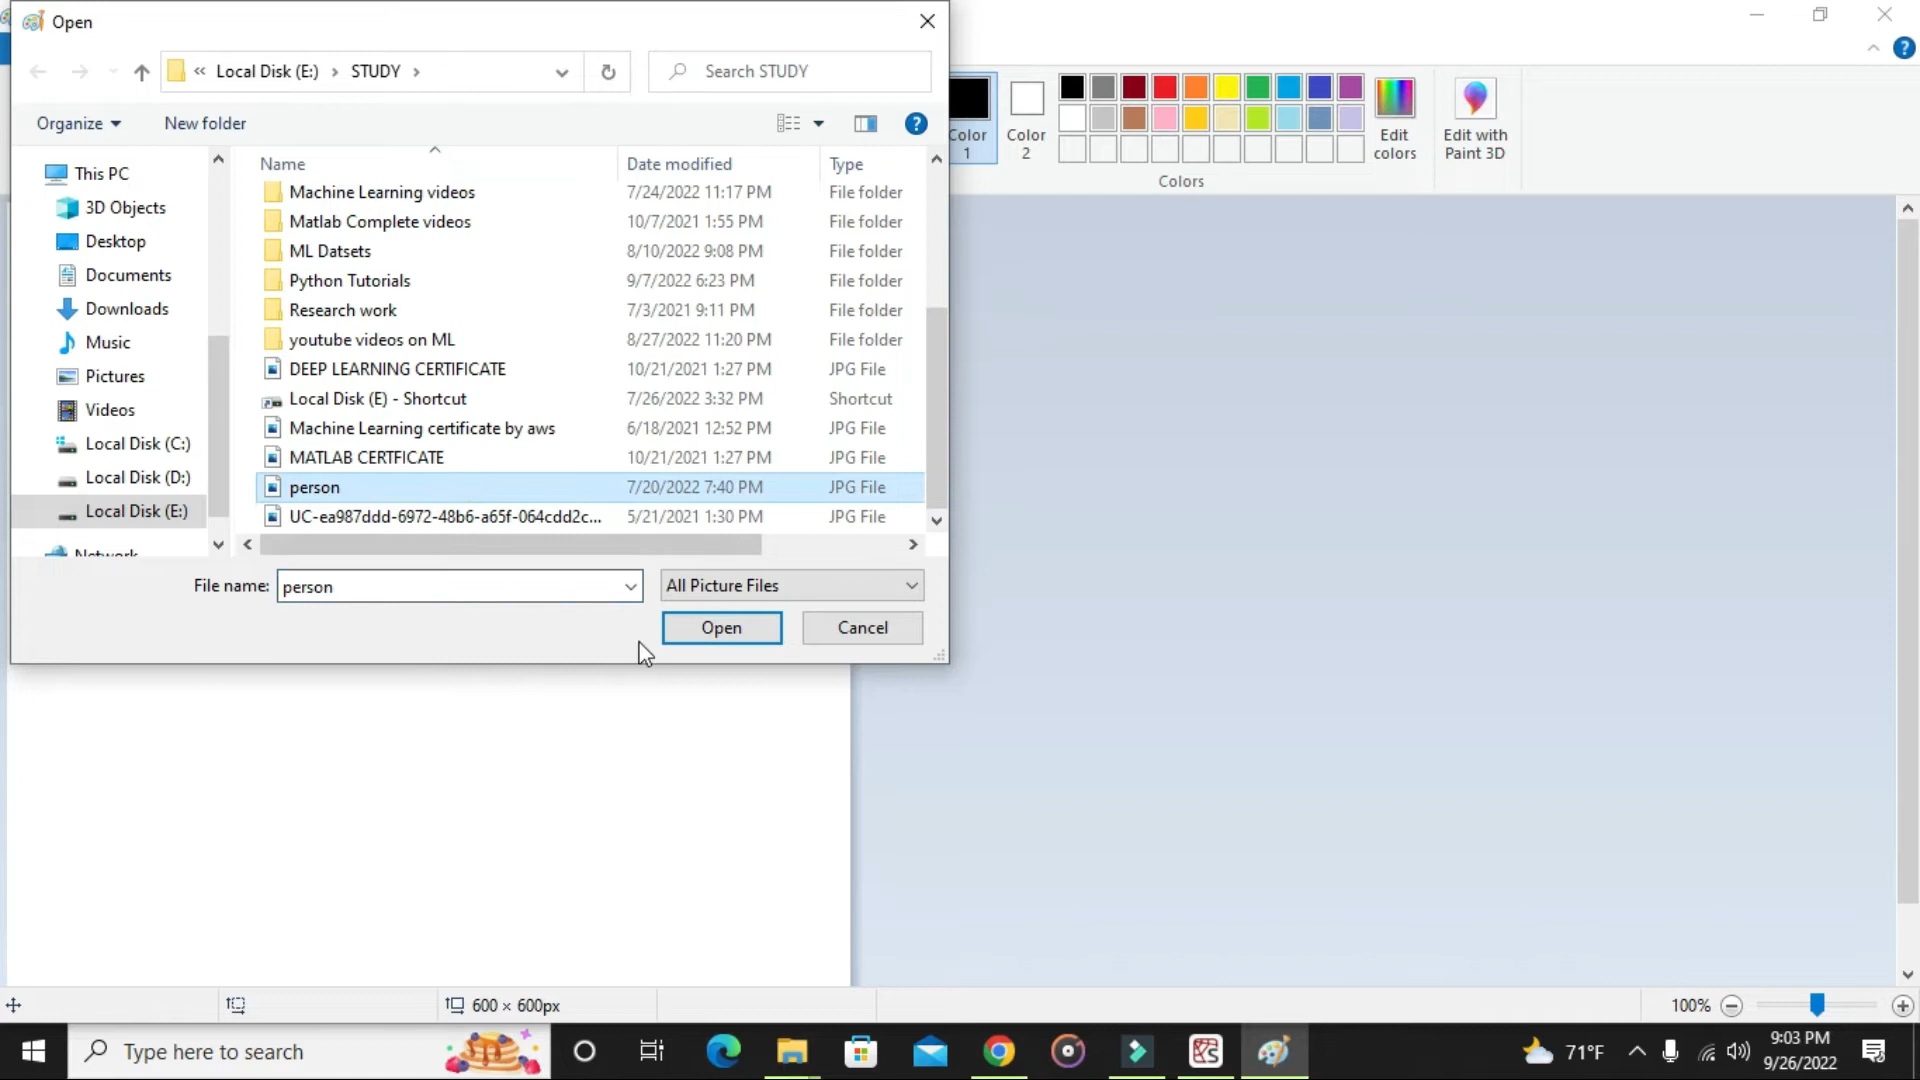 Open
« Local Disk (E:) › STUDY ›
Search STUDY
Organize
New folder
This PC
3D Objects
Desktop
Documents
Downloads
Music
Pictures
Videos
Local Disk (C:)
Local Disk (D:)
Local Disk (E:)
Network
Name Date modified Type
Machine Learning videos 7/24/2022 11:17 PM File folder
Matlab Complete videos 10/7/2021 1:55 PM File folder
ML Datsets 8/10/2022 9:08 PM File folder
Python Tutorials 9/7/2022 6:23 PM File folder
Research work 7/3/2021 9:11 PM File folder
youtube videos on ML 8/27/2022 11:20 PM File folder
DEEP LEARNING CERTIFICATE 10/21/2021 1:27 PM JPG File
Local Disk (E) - Shortcut 7/26/2022 3:32 PM Shortcut
Machine Learning certificate by aws 6/18/2021 12:52 PM JPG File
MATLAB CERTFICATE 10/21/2021 1:27 PM JPG File
person 7/20/2022 7:40 PM JPG File
UC-ea987ddd-6972-48b6-a65f-064cdd2c... 5/21/2021 1:30 PM JPG File
File name: person All Picture Files
Open Cancel
Color
1
Color
2
Edit
colors
Edit with
Paint 3D
Colors
600 × 600px
100%
Type here to search
71°F
9:03 PM
9/26/2022